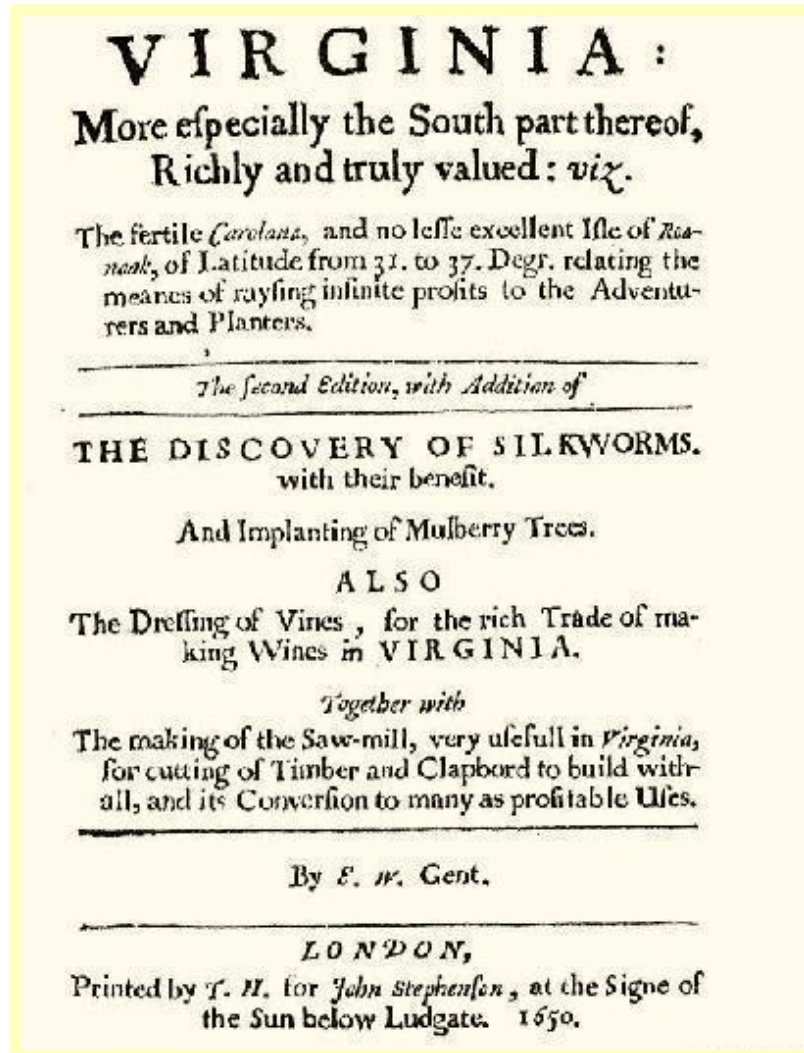 VIRGINIA:
More eſpecially the South part thereof,
Richly and truly valued: viz.
The fertile Carolana, and no leſſe excellent Iſle of Roa-
noak, of Latitude from 31. to 37. Degr. relating the
meanes of rayſing infinite profits to the Adventu-
rers and Planters.
The ſecond Edition, with Addition of
THE DISCOVERY OF SILKWORMS.
with their benefit.
And Implanting of Mulberry Trees.
ALSO
The Dreſſing of Vines, for the rich Trade of ma-
king Wines in VIRGINIA.
Together with
The making of the Saw-mill, very uſefull in Virginia,
for cutting of Timber and Clapbord to build with-
all, and its Converſion to many as profitable Uſes.
By E. W. Gent.
LONDON,
Printed by T. H. for John Stephenſon, at the Signe of
the Sun below Ludgate. 1650.